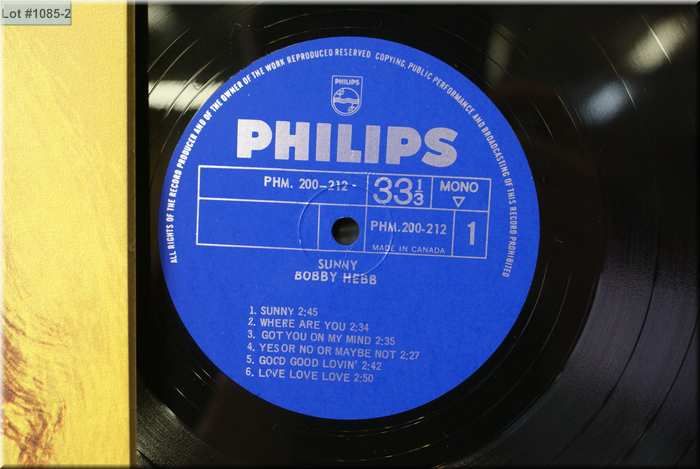 Lot #1085-2
ALL RIGHTS OF THE RECORD PRODUCER AND OF THE OWNER OF THE WORK REPRODUCED RESERVED COPYING, PUBLIC PERFORMANCE AND BROADCASTING OF THIS RECORD PROHIBITED
PHILIPS
PHILIPS
PHM. 200-212 - 33 1/3 MONO
PHM.200-212 1
MADE IN CANADA
SUNNY
BOBBY HEBB
1. SUNNY 2:45
2. WHERE ARE YOU 2:34
3. GOT YOU ON MY MIND 2:35
4. YES OR NO OR MAYBE NOT 2:27
5. GOOD GOOD LOVIN' 2:42
6. LOVE LOVE LOVE 2:50